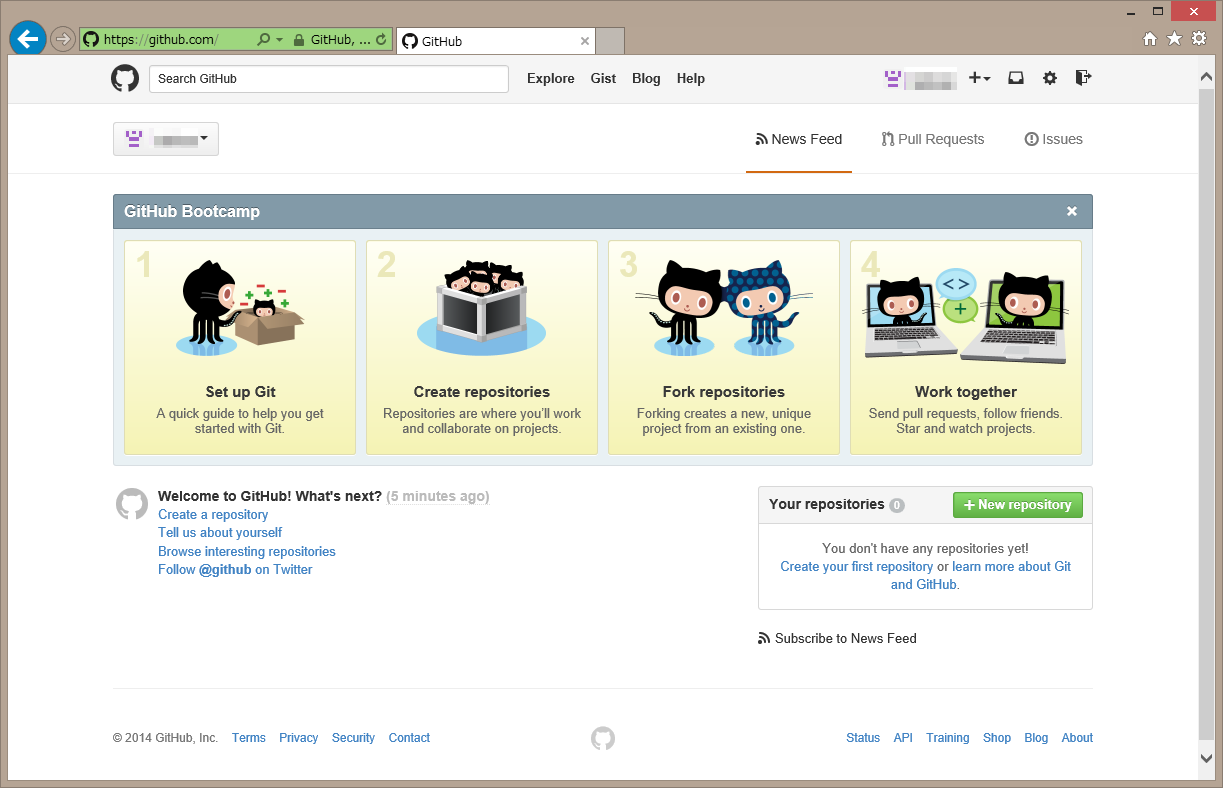 https://github.com/
GitHub, ...
GitHub
Search GitHub
Explore
Gist
Blog
Help
News Feed
Pull Requests
Issues
GitHub Bootcamp
1
Set up Git
A quick guide to help you get
started with Git.
2
Create repositories
Repositories are where you'll work
and collaborate on projects.
3
Fork repositories
Forking creates a new, unique
project from an existing one.
4
Work together
Send pull requests, follow friends.
Star and watch projects.
Welcome to GitHub! What's next? (5 minutes ago)
Create a repository
Tell us about yourself
Browse interesting repositories
Follow @github on Twitter
Your repositories 0
+ New repository
You don't have any repositories yet!
Create your first repository or learn more about Git
and GitHub.
Subscribe to News Feed
© 2014 GitHub, Inc.
Terms
Privacy
Security
Contact
Status
API
Training
Shop
Blog
About